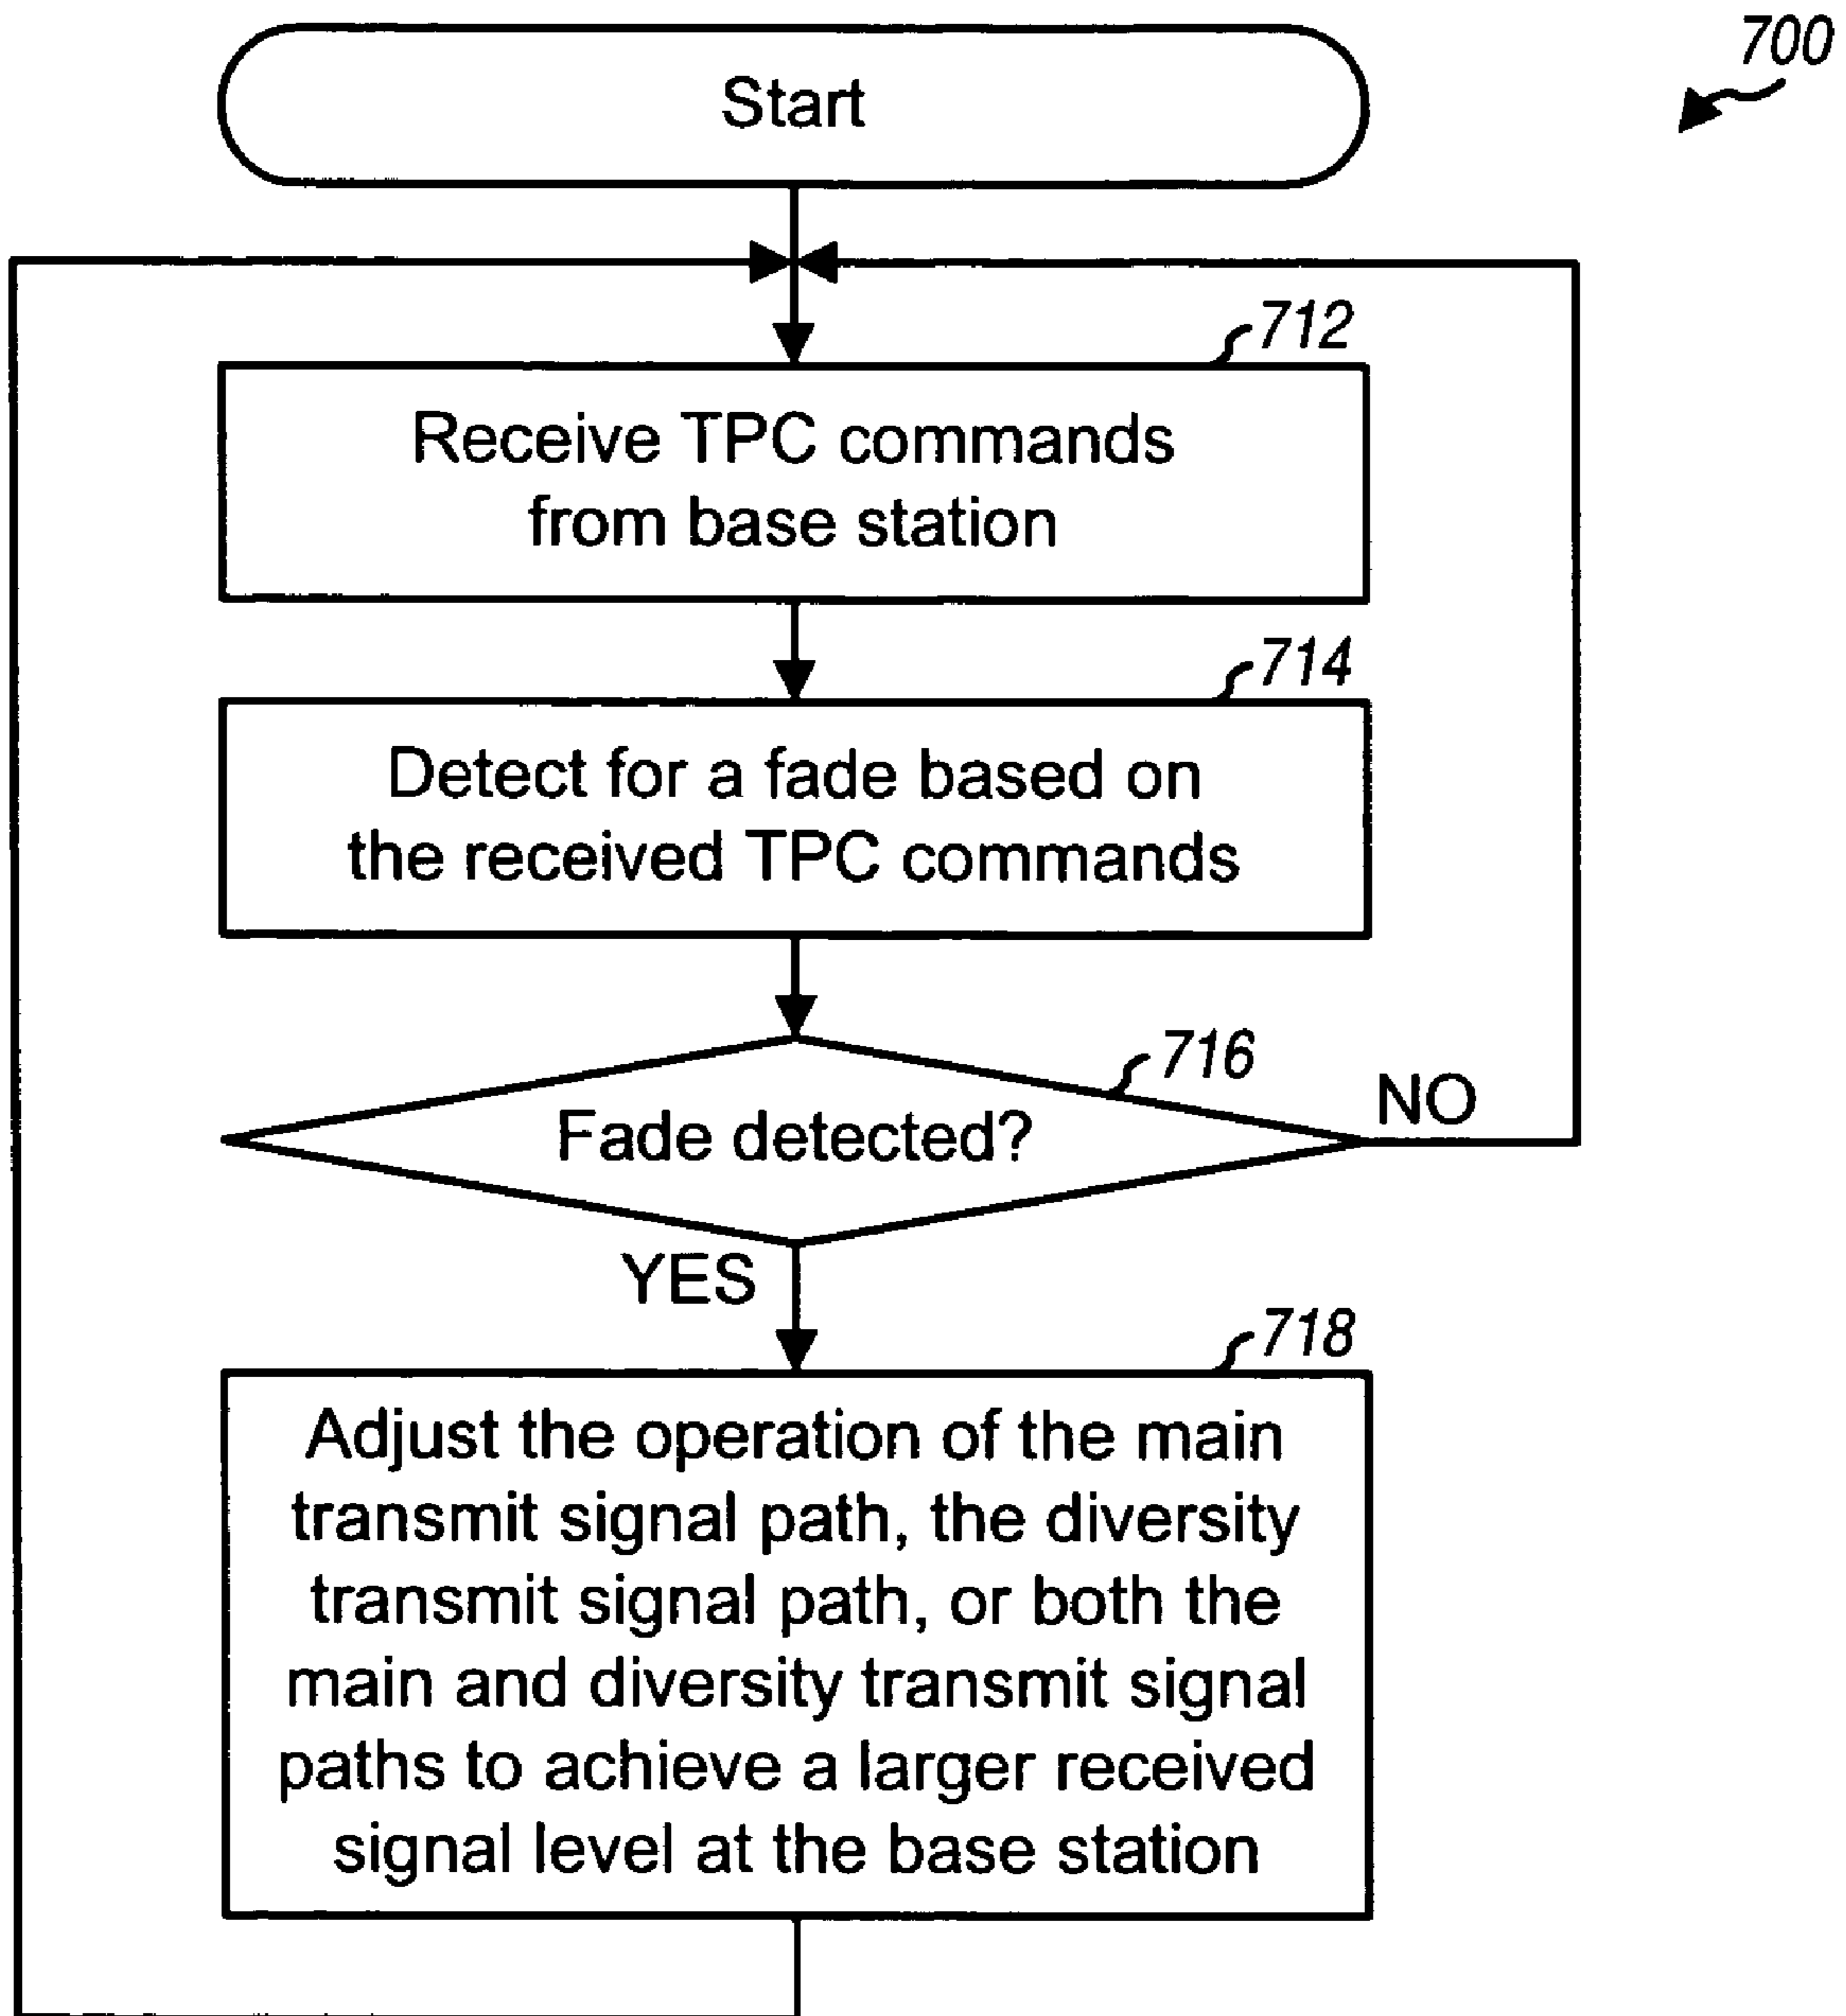 700
Start
712
Receive TPC commands
from base station
714
Detect for a fade based on
the received TPC commands
716
NO
Fade detected?
YES
718
Adjust the operation of the main
transmit signal path, the diversity
transmit signal path, or both the
main and diversity transmit signal
paths to achieve a larger received
signal level at the base station